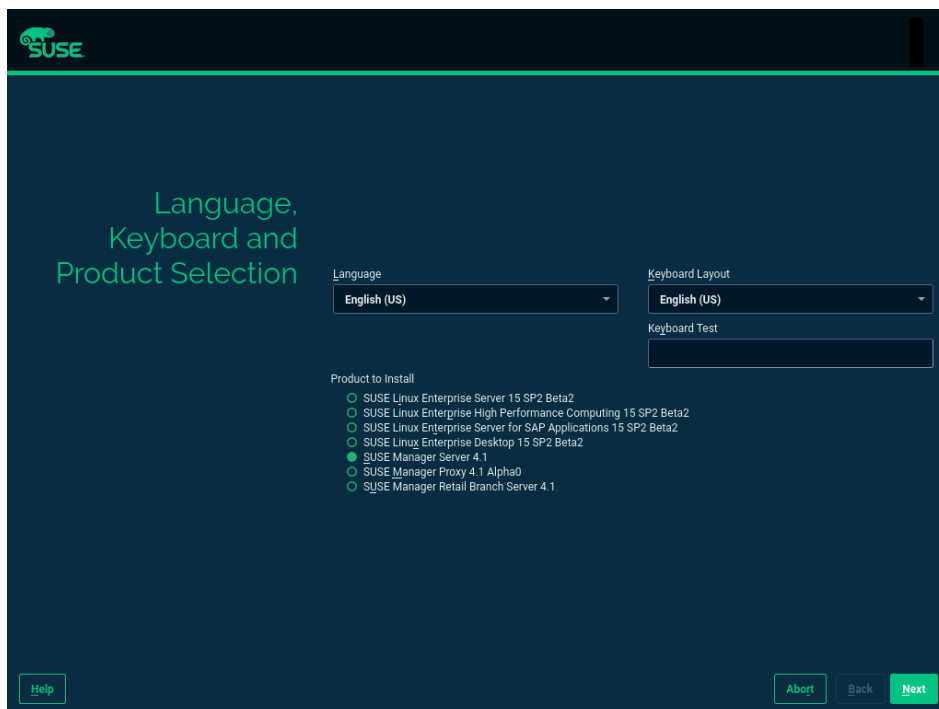 SUSE
Language,
Keyboard and
Product Selection
Language
Keyboard Layout
English (US)
English (US)
Keyboard Test
Product to Install
SUSE Linux Enterprise Server 15 SP2 Beta2
SUSE Linux Enterprise High Performance Computing 15 SP2 Beta2
SUSE Linux Enterprise Server for SAP Applications 15 SP2 Beta2
SUSE Linux Enterprise Desktop 15 SP2 Beta2
SUSE Manager Server 4.1
SUSE Manager Proxy 4.1 Alpha0
SUSE Manager Retail Branch Server 4.1
Help
Abort
Back
Next